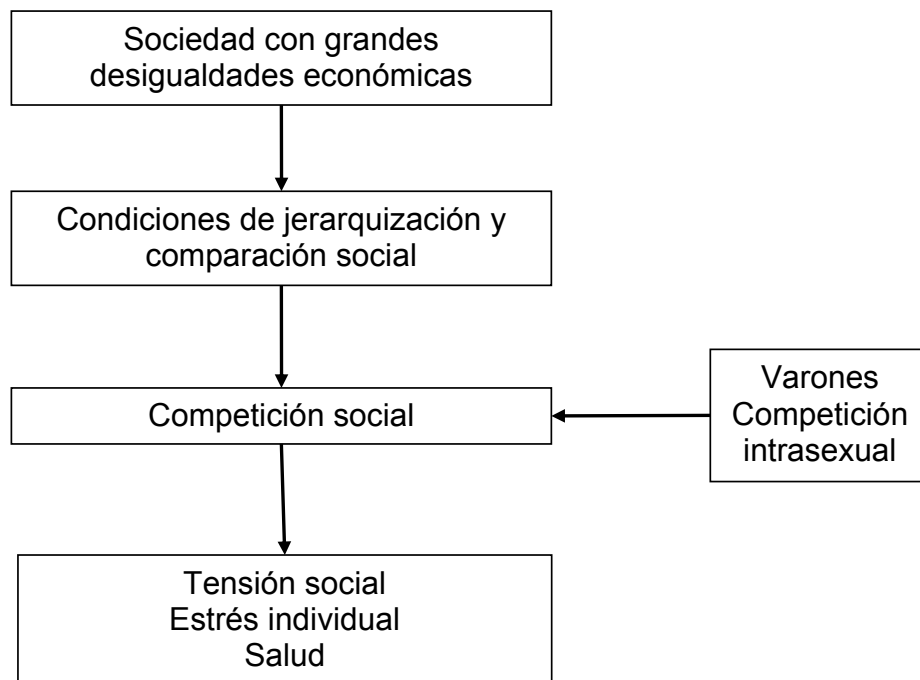 Sociedad con grandes
desigualdades económicas
Condiciones de jerarquización y
comparación social
Competición social
Varones
Competición
intrasexual
Tensión social
Estrés individual
Salud